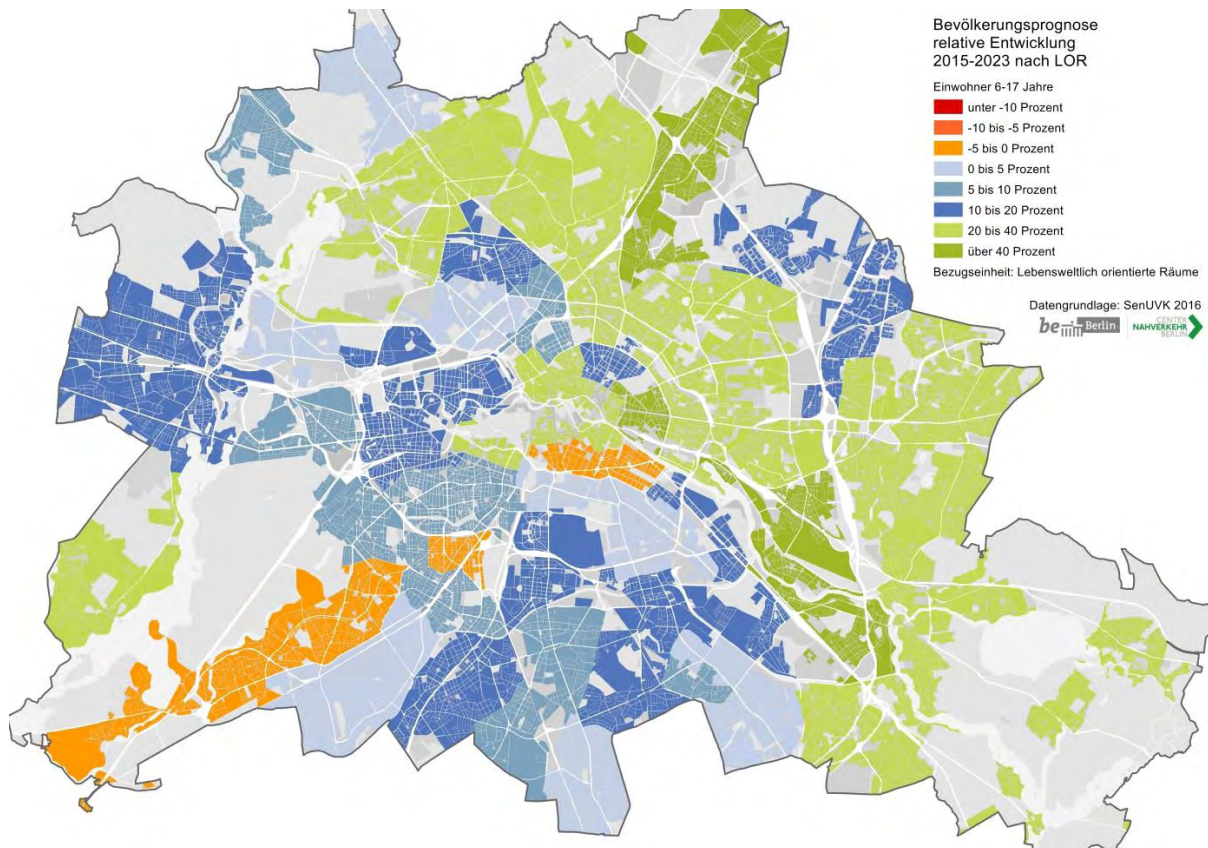 Bevölkerungsprognose
relative Entwicklung
2015-2023 nach LOR
Einwohner 6-17 Jahre
unter -10 Prozent
-10 bis -5 Prozent
-5 bis 0 Prozent
0 bis 5 Prozent
5 bis 10 Prozent
10 bis 20 Prozent
20 bis 40 Prozent
über 40 Prozent
Bezugseinheit: Lebensweltlich orientierte Räume
Datengrundlage: SenUVK 2016
be Berlin
CENTER
NAHVERKEHR
BERLIN